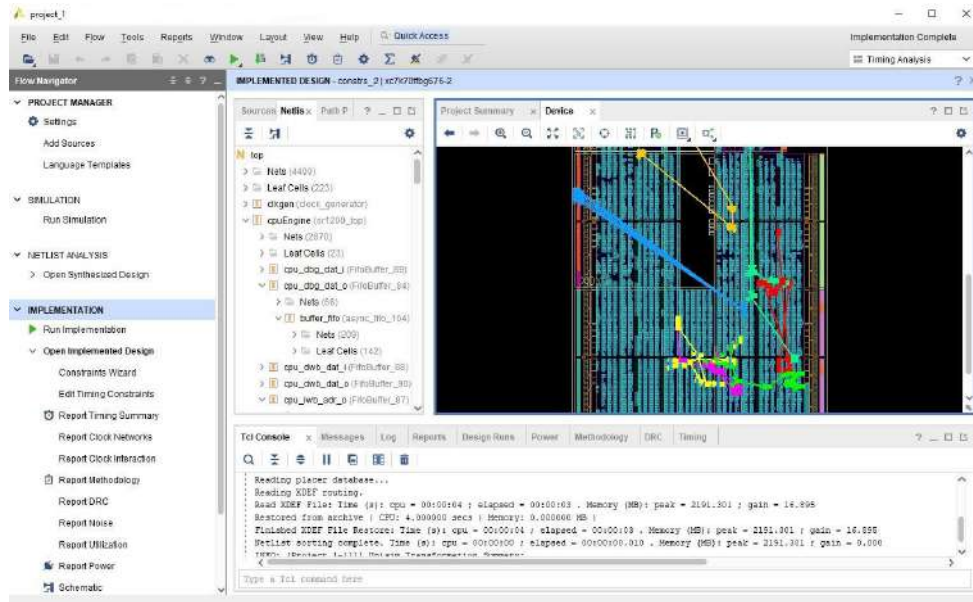 project_1
File Edit Flow Tools Reports Window Layout View Help Quick Access
Implementation Complete
Timing Analysis
Flow Navigator
IMPLEMENTED DESIGN - constrs_2 | xc7k70tfbg676-2
PROJECT MANAGER
Settings
Add Sources
Language Templates
SIMULATION
Run Simulation
NETLIST ANALYSIS
Open Synthesized Design
IMPLEMENTATION
Run Implementation
Open Implemented Design
Constraints Wizard
Edit Timing Constraints
Report Timing Summary
Report Clock Networks
Report Clock Interaction
Report Methodology
Report DRC
Report Noise
Report Utilization
Report Power
Schematic
Sources Netlis Path P
N top
Nets (4400)
Leaf Cells (223)
clkgen (clock_generator)
cpuEngine (or1200_top)
Nets (2670)
Leaf Cells (23)
cpu_dbg_dat_i (FifoBuffer_89)
cpu_dbg_dat_o (FifoBuffer_84)
Nets (66)
buffer_fifo (async_fifo_104)
Nets (209)
Leaf Cells (142)
cpu_dwb_dat_i (FifoBuffer_88)
cpu_dwb_dat_o (FifoBuffer_90)
cpu_iwb_adr_o (FifoBuffer_87)
Project Summary Device
Tcl Console Messages Log Reports Design Runs Power Methodology DRC Timing
Reading placer database...
Reading XDEF routing.
Read XDEF File: Time (s): cpu = 00:00:04 ; elapsed = 00:00:03 . Memory (MB): peak = 2191.301 ; gain = 16.895
Restored from archive | CPU: 4.000000 secs | Memory: 0.000000 MB |
Finished XDEF File Restore: Time (s): cpu = 00:00:04 ; elapsed = 00:00:03 . Memory (MB): peak = 2191.301 ; gain = 16.895
Netlist sorting complete. Time (s): cpu = 00:00:00 ; elapsed = 00:00:00.010 . Memory (MB): peak = 2191.301 ; gain = 0.000
INFO: [Project 1-111] Unisim Transformation Summary:
Type a Tcl command here